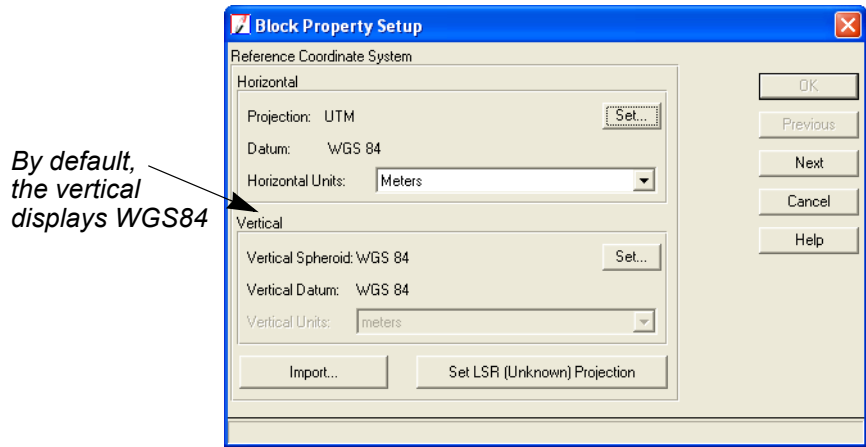 Block Property Setup
Reference Coordinate System
Horizontal
Projection: UTM
Set...
Datum: WGS 84
Horizontal Units: Meters
By default,
the vertical
displays WGS84
Vertical
Vertical Spheroid: WGS 84
Set...
Vertical Datum: WGS 84
Vertical Units: meters
Import...
Set LSR (Unknown) Projection
OK
Previous
Next
Cancel
Help